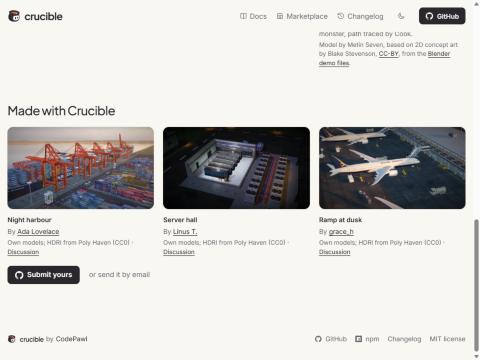 crucible
Docs
Marketplace
Changelog
GitHub
monster, path traced by Cook.
Model by Metin Seven, based on 2D concept art
by Blake Stevenson, CC-BY, from the Blender
demo files.
Made with Crucible
Night harbour
By Ada Lovelace
Own models; HDRI from Poly Haven (CC0) ·
Discussion
Server hall
By Linus T.
Own models; HDRI from Poly Haven (CC0) ·
Discussion
Ramp at dusk
By grace_h
Own models; HDRI from Poly Haven (CC0) ·
Discussion
Submit yours
or send it by email
crucible by CodePawl
GitHub
npm
Changelog
MIT license